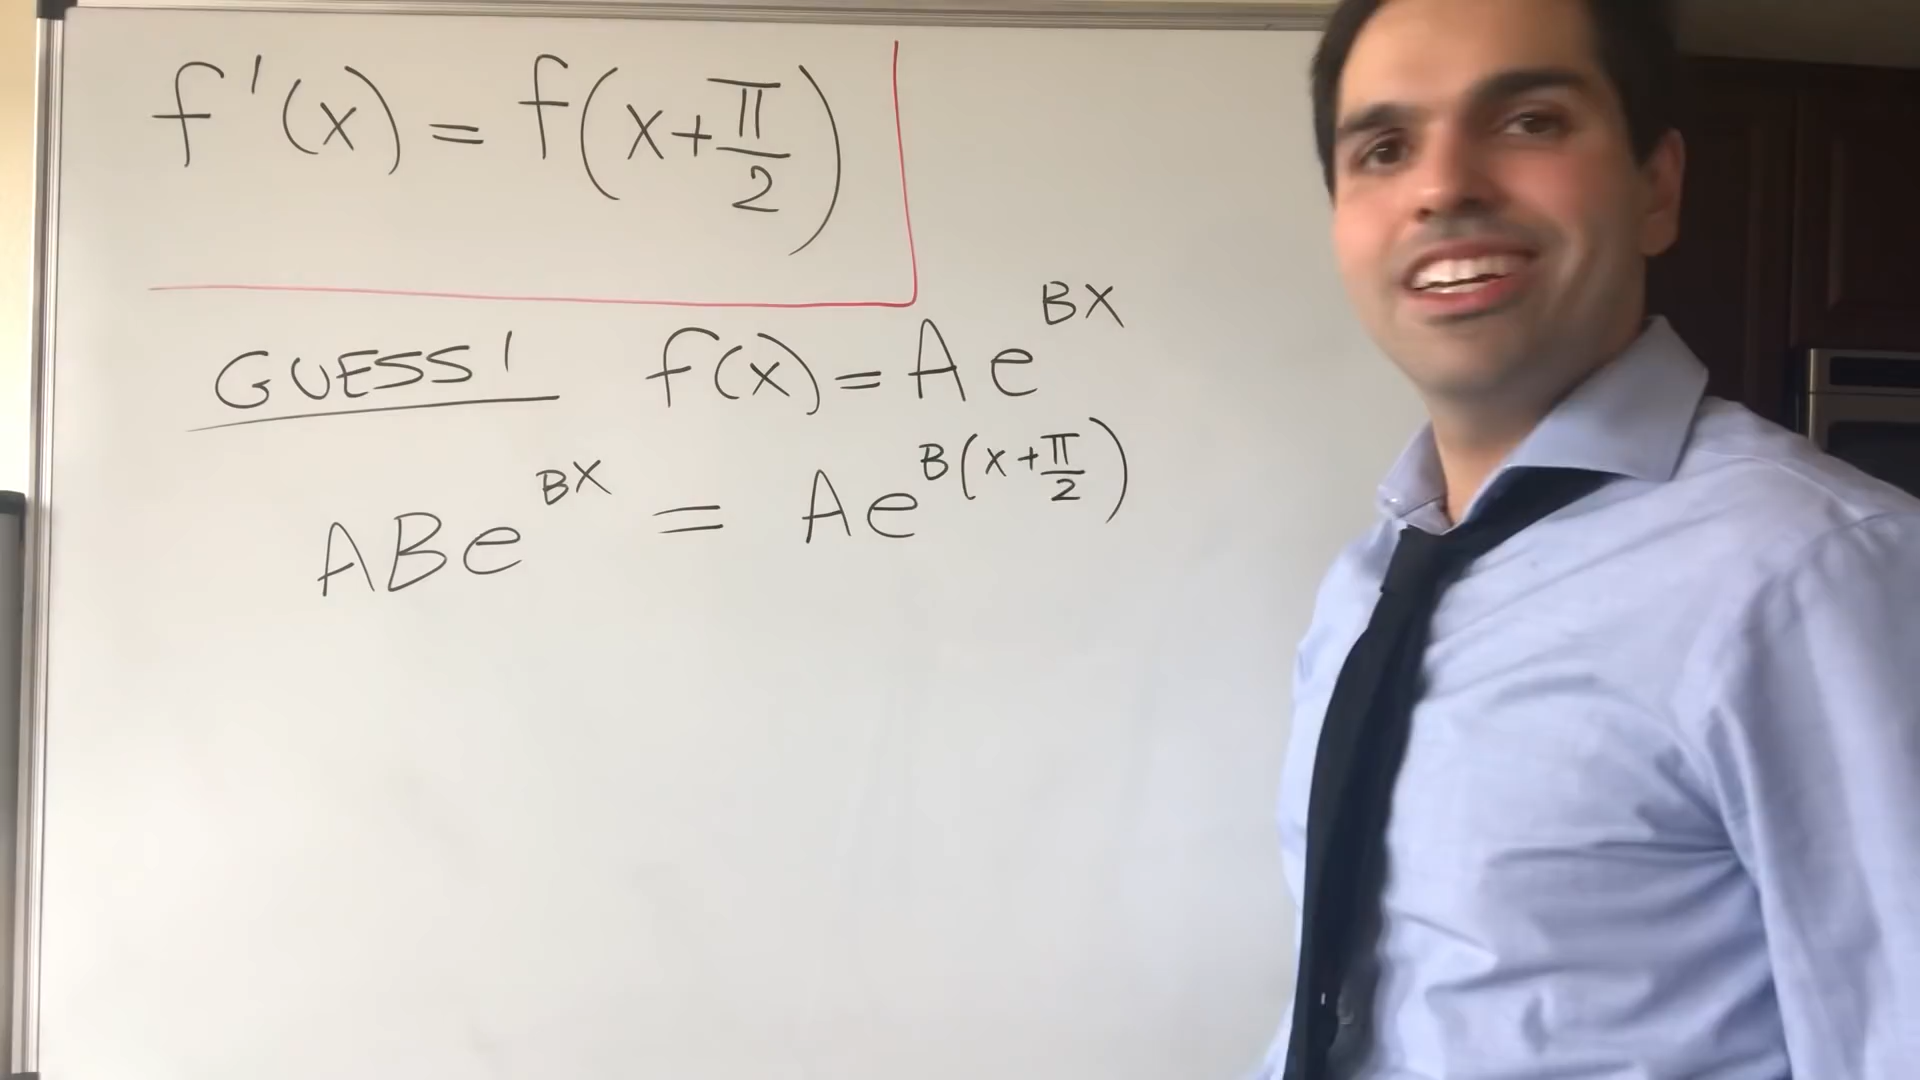 f'(x) = f(x+π/2)
GUESS! f(x) = Ae^{BX}
ABe^{BX} = Ae^{B(x+π/2)}